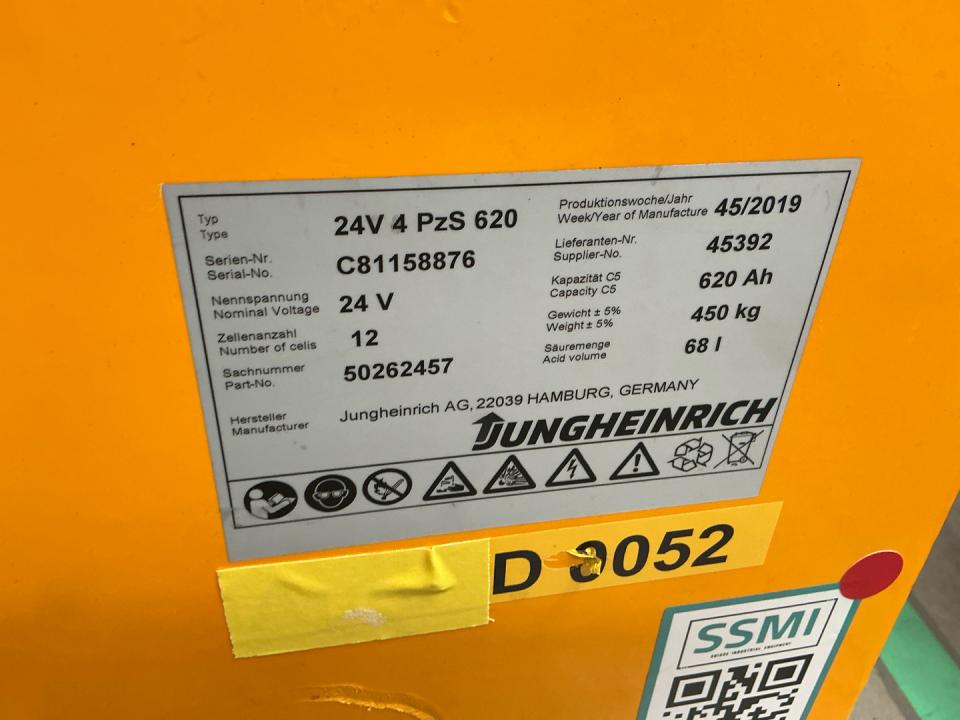 Typ
Type
24V 4 PzS 620
Produktionswoche/Jahr
Week/Year of Manufacture
45/2019
Serien-Nr.
Serial-No.
C81158876
Lieferanten-Nr.
Supplier-No.
45392
Nennspannung
Nominal Voltage
24 V
Kapazität C5
Capacity C5
620 Ah
Zellenanzahl
Number of cells
12
Gewicht ± 5%
Weight ± 5%
450 kg
Sachnummer
Part-No.
50262457
Säuremenge
Acid volume
68 l
Hersteller
Manufacturer
Jungheinrich AG, 22039 HAMBURG, GERMANY
JUNGHEINRICH
D 0052
SSMI